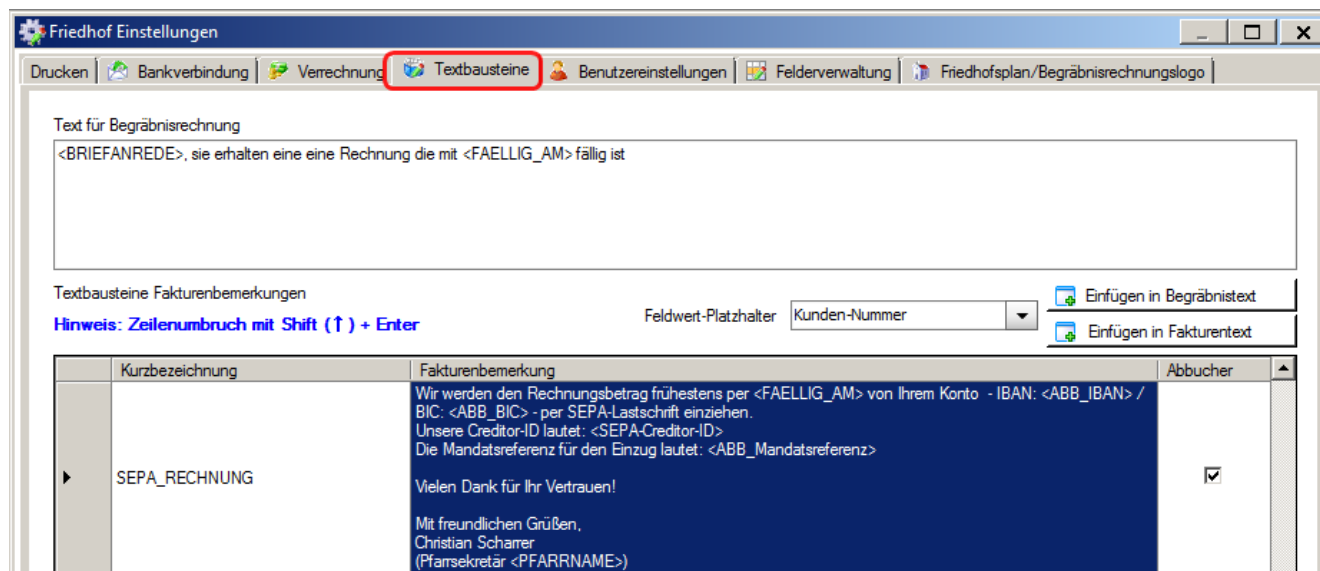 Friedhof Einstellungen
Drucken Bankverbindung Verrechnung Textbausteine Benutzereinstellungen Felderverwaltung Friedhofsplan/Begräbnisrechnungslogo
Text für Begräbnisrechnung
<BRIEFANREDE>, sie erhalten eine eine Rechnung die mit <FAELLIG_AM> fällig ist
Textbausteine Fakturenbemerkungen
Hinweis: Zeilenumbruch mit Shift (↑) + Enter
Feldwert-Platzhalter Kunden-Nummer
Einfügen in Begräbnistext
Einfügen in Fakturentext
Kurzbezeichnung Fakturenbemerkung Abbucher
SEPA_RECHNUNG
Wir werden den Rechnungsbetrag frühestens per <FAELLIG_AM> von Ihrem Konto - IBAN: <ABB_IBAN> /
BIC: <ABB_BIC> - per SEPA-Lastschrift einziehen.
Unsere Creditor-ID lautet: <SEPA-Creditor-ID>
Die Mandatsreferenz für den Einzug lautet: <ABB_Mandatsreferenz>
Vielen Dank für Ihr Vertrauen!
Mit freundlichen Grüßen,
Christian Scharrer
(Pfarrsekretär <PFARRNAME>)